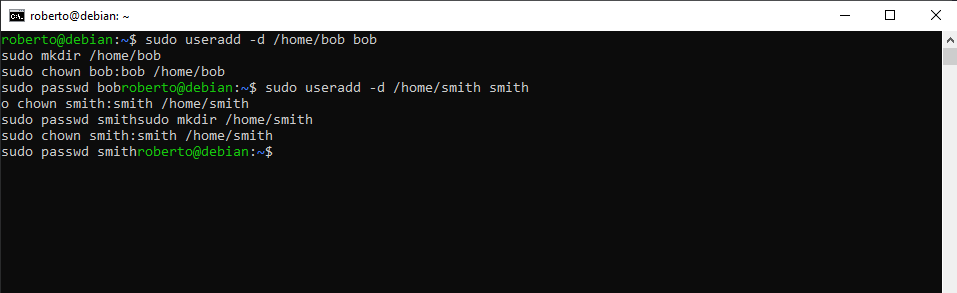 roberto@debian: ~
roberto@debian:~$ sudo useradd -d /home/bob bob
sudo mkdir /home/bob
sudo chown bob:bob /home/bob
sudo passwd bobroberto@debian:~$ sudo useradd -d /home/smith smith
o chown smith:smith /home/smith
sudo passwd smithsudo mkdir /home/smith
sudo chown smith:smith /home/smith
sudo passwd smithroberto@debian:~$